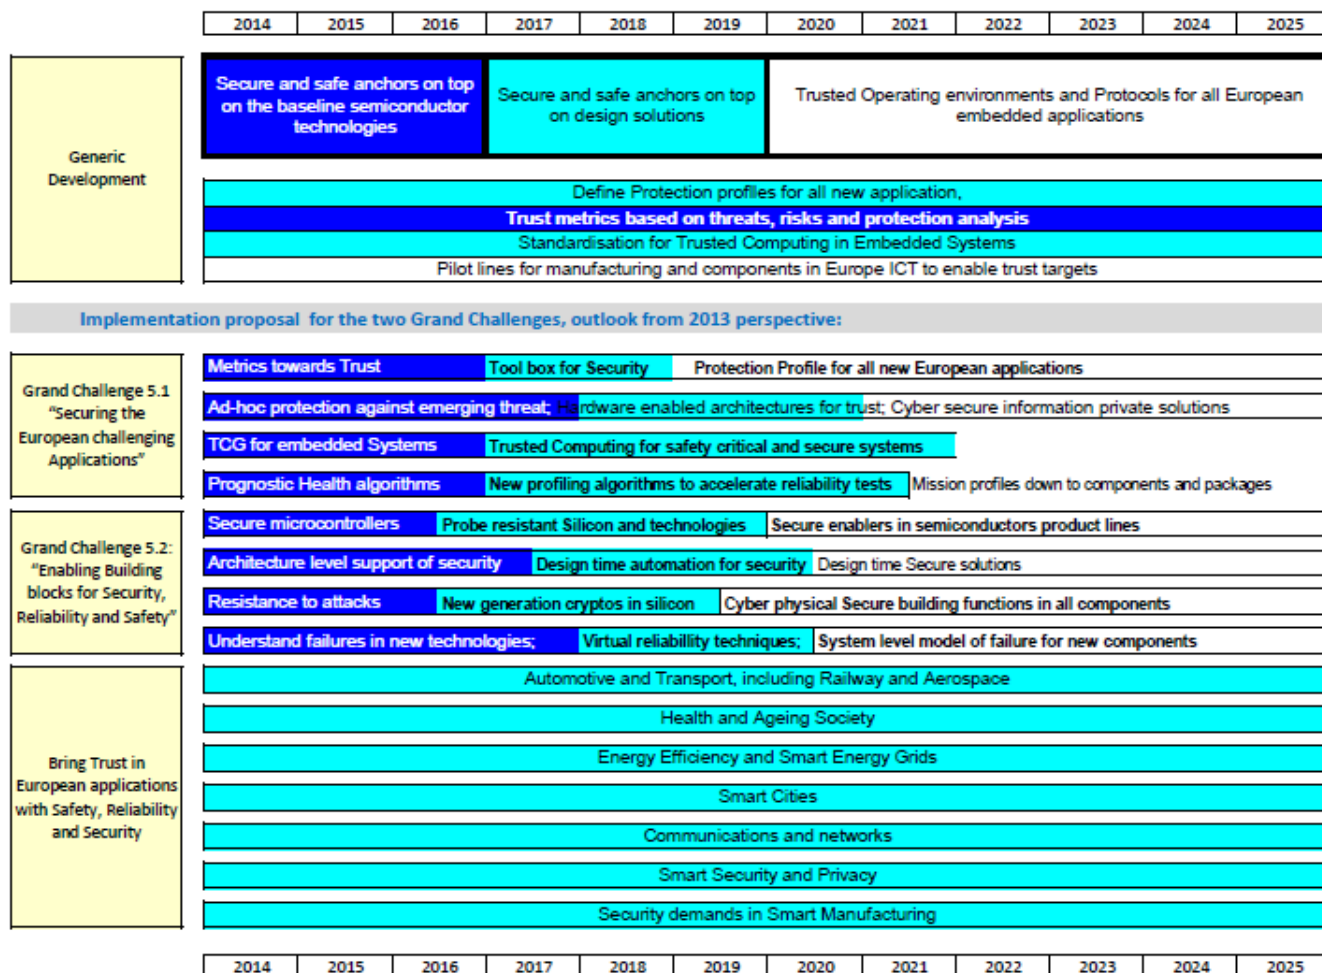 2014 2015 2016 2017 2018 2019 2020 2021 2022 2023 2024 2025
Generic
Development
Secure and safe anchors on top
on the baseline semiconductor
technologies
Secure and safe anchors on top
on design solutions
Trusted Operating environments and Protocols for all European
embedded applications
Define Protection profiles for all new application,
Trust metrics based on threats, risks and protection analysis
Standardisation for Trusted Computing in Embedded Systems
Pilot lines for manufacturing and components in Europe ICT to enable trust targets
Implementation proposal for the two Grand Challenges, outlook from 2013 perspective:
Grand Challenge 5.1
“Securing the
European challenging
Applications”
Metrics towards Trust Tool box for Security Protection Profile for all new European applications
Ad-hoc protection against emerging threat; Hardware enabled architectures for trust; Cyber secure information private solutions
TCG for embedded Systems Trusted Computing for safety critical and secure systems
Prognostic Health algorithms New profiling algorithms to accelerate reliability tests Mission profiles down to components and packages
Grand Challenge 5.2:
“Enabling Building
blocks for Security,
Reliability and Safety”
Secure microcontrollers Probe resistant Silicon and technologies Secure enablers in semiconductors product lines
Architecture level support of security Design time automation for security Design time Secure solutions
Resistance to attacks New generation cryptos in silicon Cyber physical Secure building functions in all components
Understand failures in new technologies; Virtual reliabillity techniques; System level model of failure for new components
Bring Trust in
European applications
with Safety, Reliability
and Security
Automotive and Transport, including Railway and Aerospace
Health and Ageing Society
Energy Efficiency and Smart Energy Grids
Smart Cities
Communications and networks
Smart Security and Privacy
Security demands in Smart Manufacturing
2014 2015 2016 2017 2018 2019 2020 2021 2022 2023 2024 2025